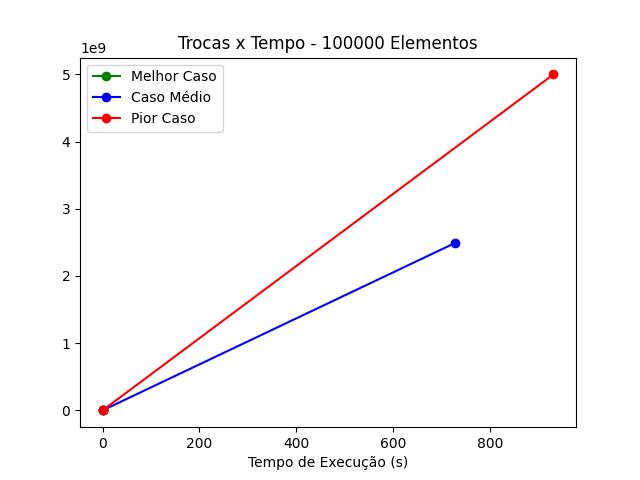 Trocas x Tempo - 100000 Elementos
1e9
Melhor Caso
Caso Médio
Pior Caso
5
4
3
2
1
0
0 200 400 600 800
Tempo de Execução (s)